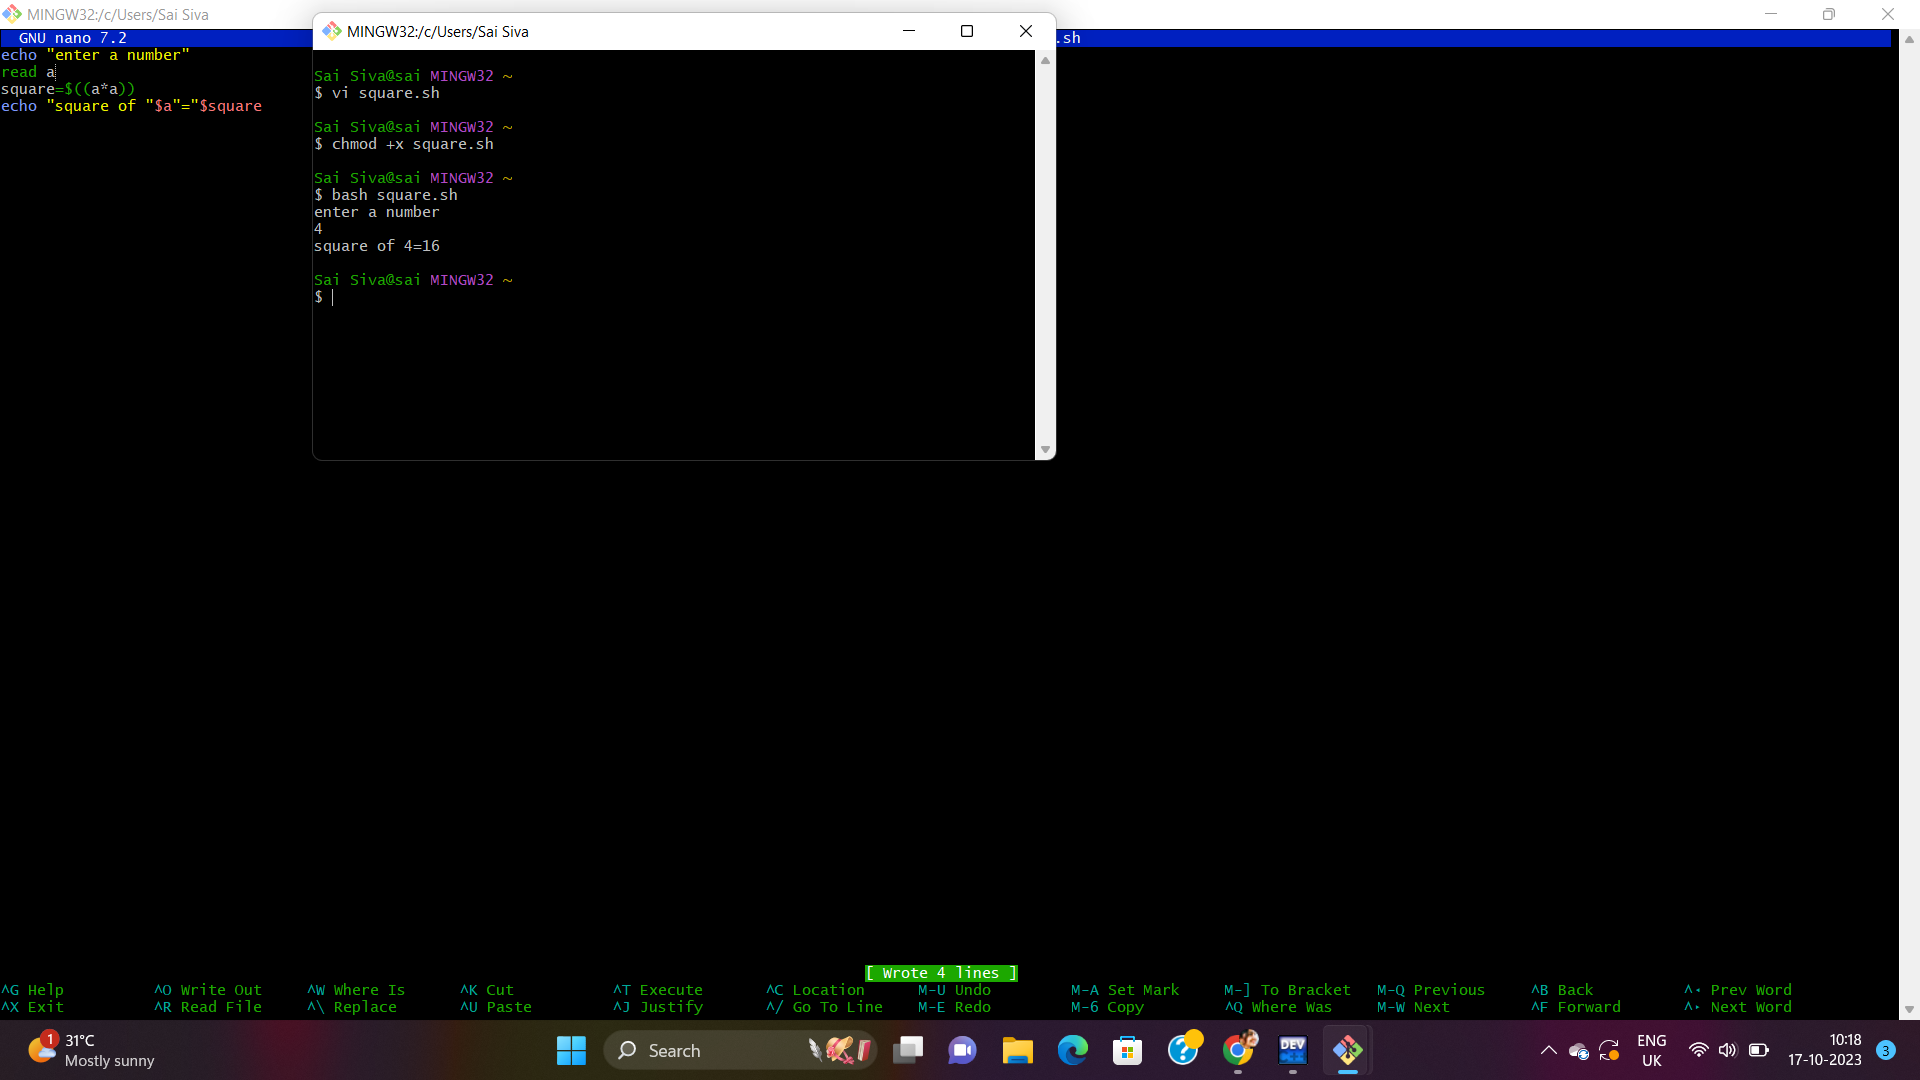 MINGW32:/c/Users/Sai Siva
GNU nano 7.2
.sh
echo "enter a number"
read a
square=$((a*a))
echo "square of "$a"="$square
MINGW32:/c/Users/Sai Siva
Sai Siva@sai MINGW32 ~
$ vi square.sh
Sai Siva@sai MINGW32 ~
$ chmod +x square.sh
Sai Siva@sai MINGW32 ~
$ bash square.sh
enter a number
4
square of 4=16
Sai Siva@sai MINGW32 ~
$
[ Wrote 4 lines ]
^G Help ^O Write Out ^W Where Is ^K Cut ^T Execute ^C Location M-U Undo M-A Set Mark M-] To Bracket M-Q Previous ^B Back ^◂ Prev Word
^X Exit ^R Read File ^\ Replace ^U Paste ^J Justify ^/ Go To Line M-E Redo M-6 Copy ^Q Where Was M-W Next ^F Forward ^▸ Next Word
1
31°C
Mostly sunny
Search
DEV
ENG
UK
10:18
17-10-2023
3